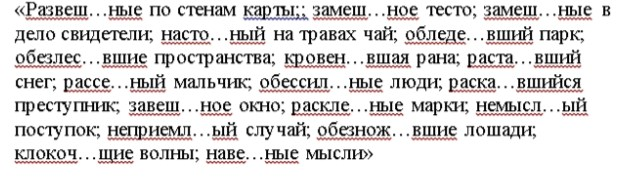 «Развеш…ные по стенам карты;; замеш…ное тесто; замеш…ные в
дело свидетели; насто…ный на травах чай; обледе…вший парк;
обезлес…вшие пространства; кровен…вшая рана; раста…вший
снег; рассе…ный мальчик; обессил…ные люди; раска…вшийся
преступник; завеш…ное окно; раскле…ные марки; немысл…ый
поступок; неприемл…ый случай; обезнож…вшие лошади;
клокоч…щие волны; наве…ные мысли»